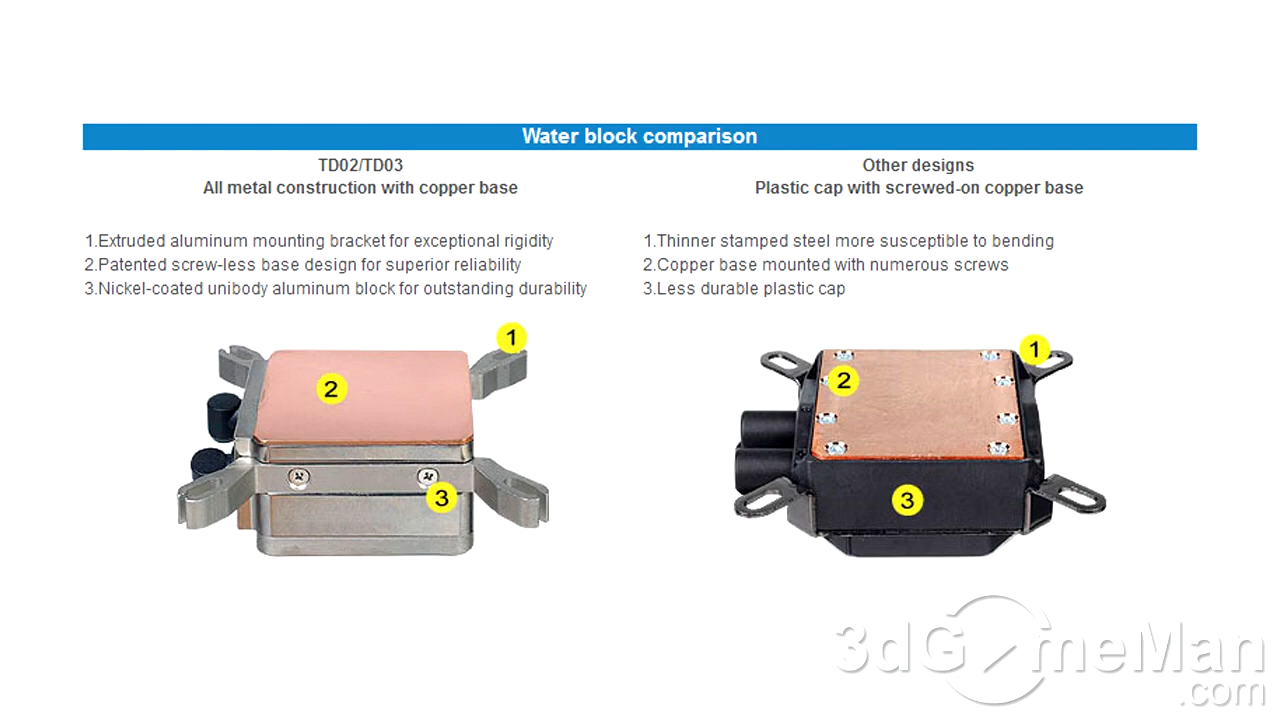 Water block comparison
TD02/TD03
All metal construction with copper base
1.Extruded aluminum mounting bracket for exceptional rigidity
2.Patented screw-less base design for superior reliability
3.Nickel-coated unibody aluminum block for outstanding durability
1
2
3
Other designs
Plastic cap with screwed-on copper base
1.Thinner stamped steel more susceptible to bending
2.Copper base mounted with numerous screws
3.Less durable plastic cap
1
2
3
3dGameMan
.com